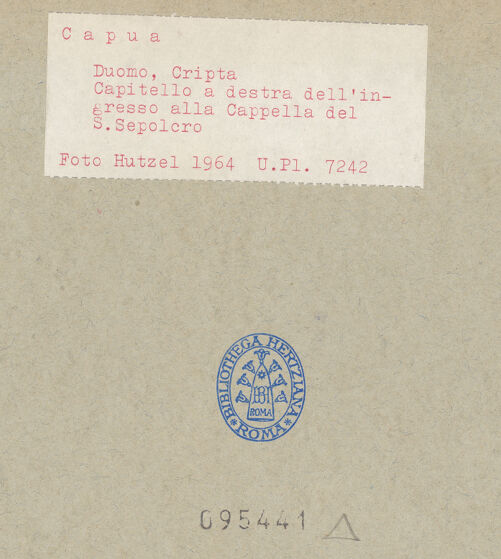 C a p u a
Duomo, Cripta
Capitello a destra dell'in-
gresso alla Cappella del
S.Sepolcro
Foto Hutzel 1964  U.Pl. 7242
BIBLIOTHECA HERTZIANA
ROMA
ROMA
095441